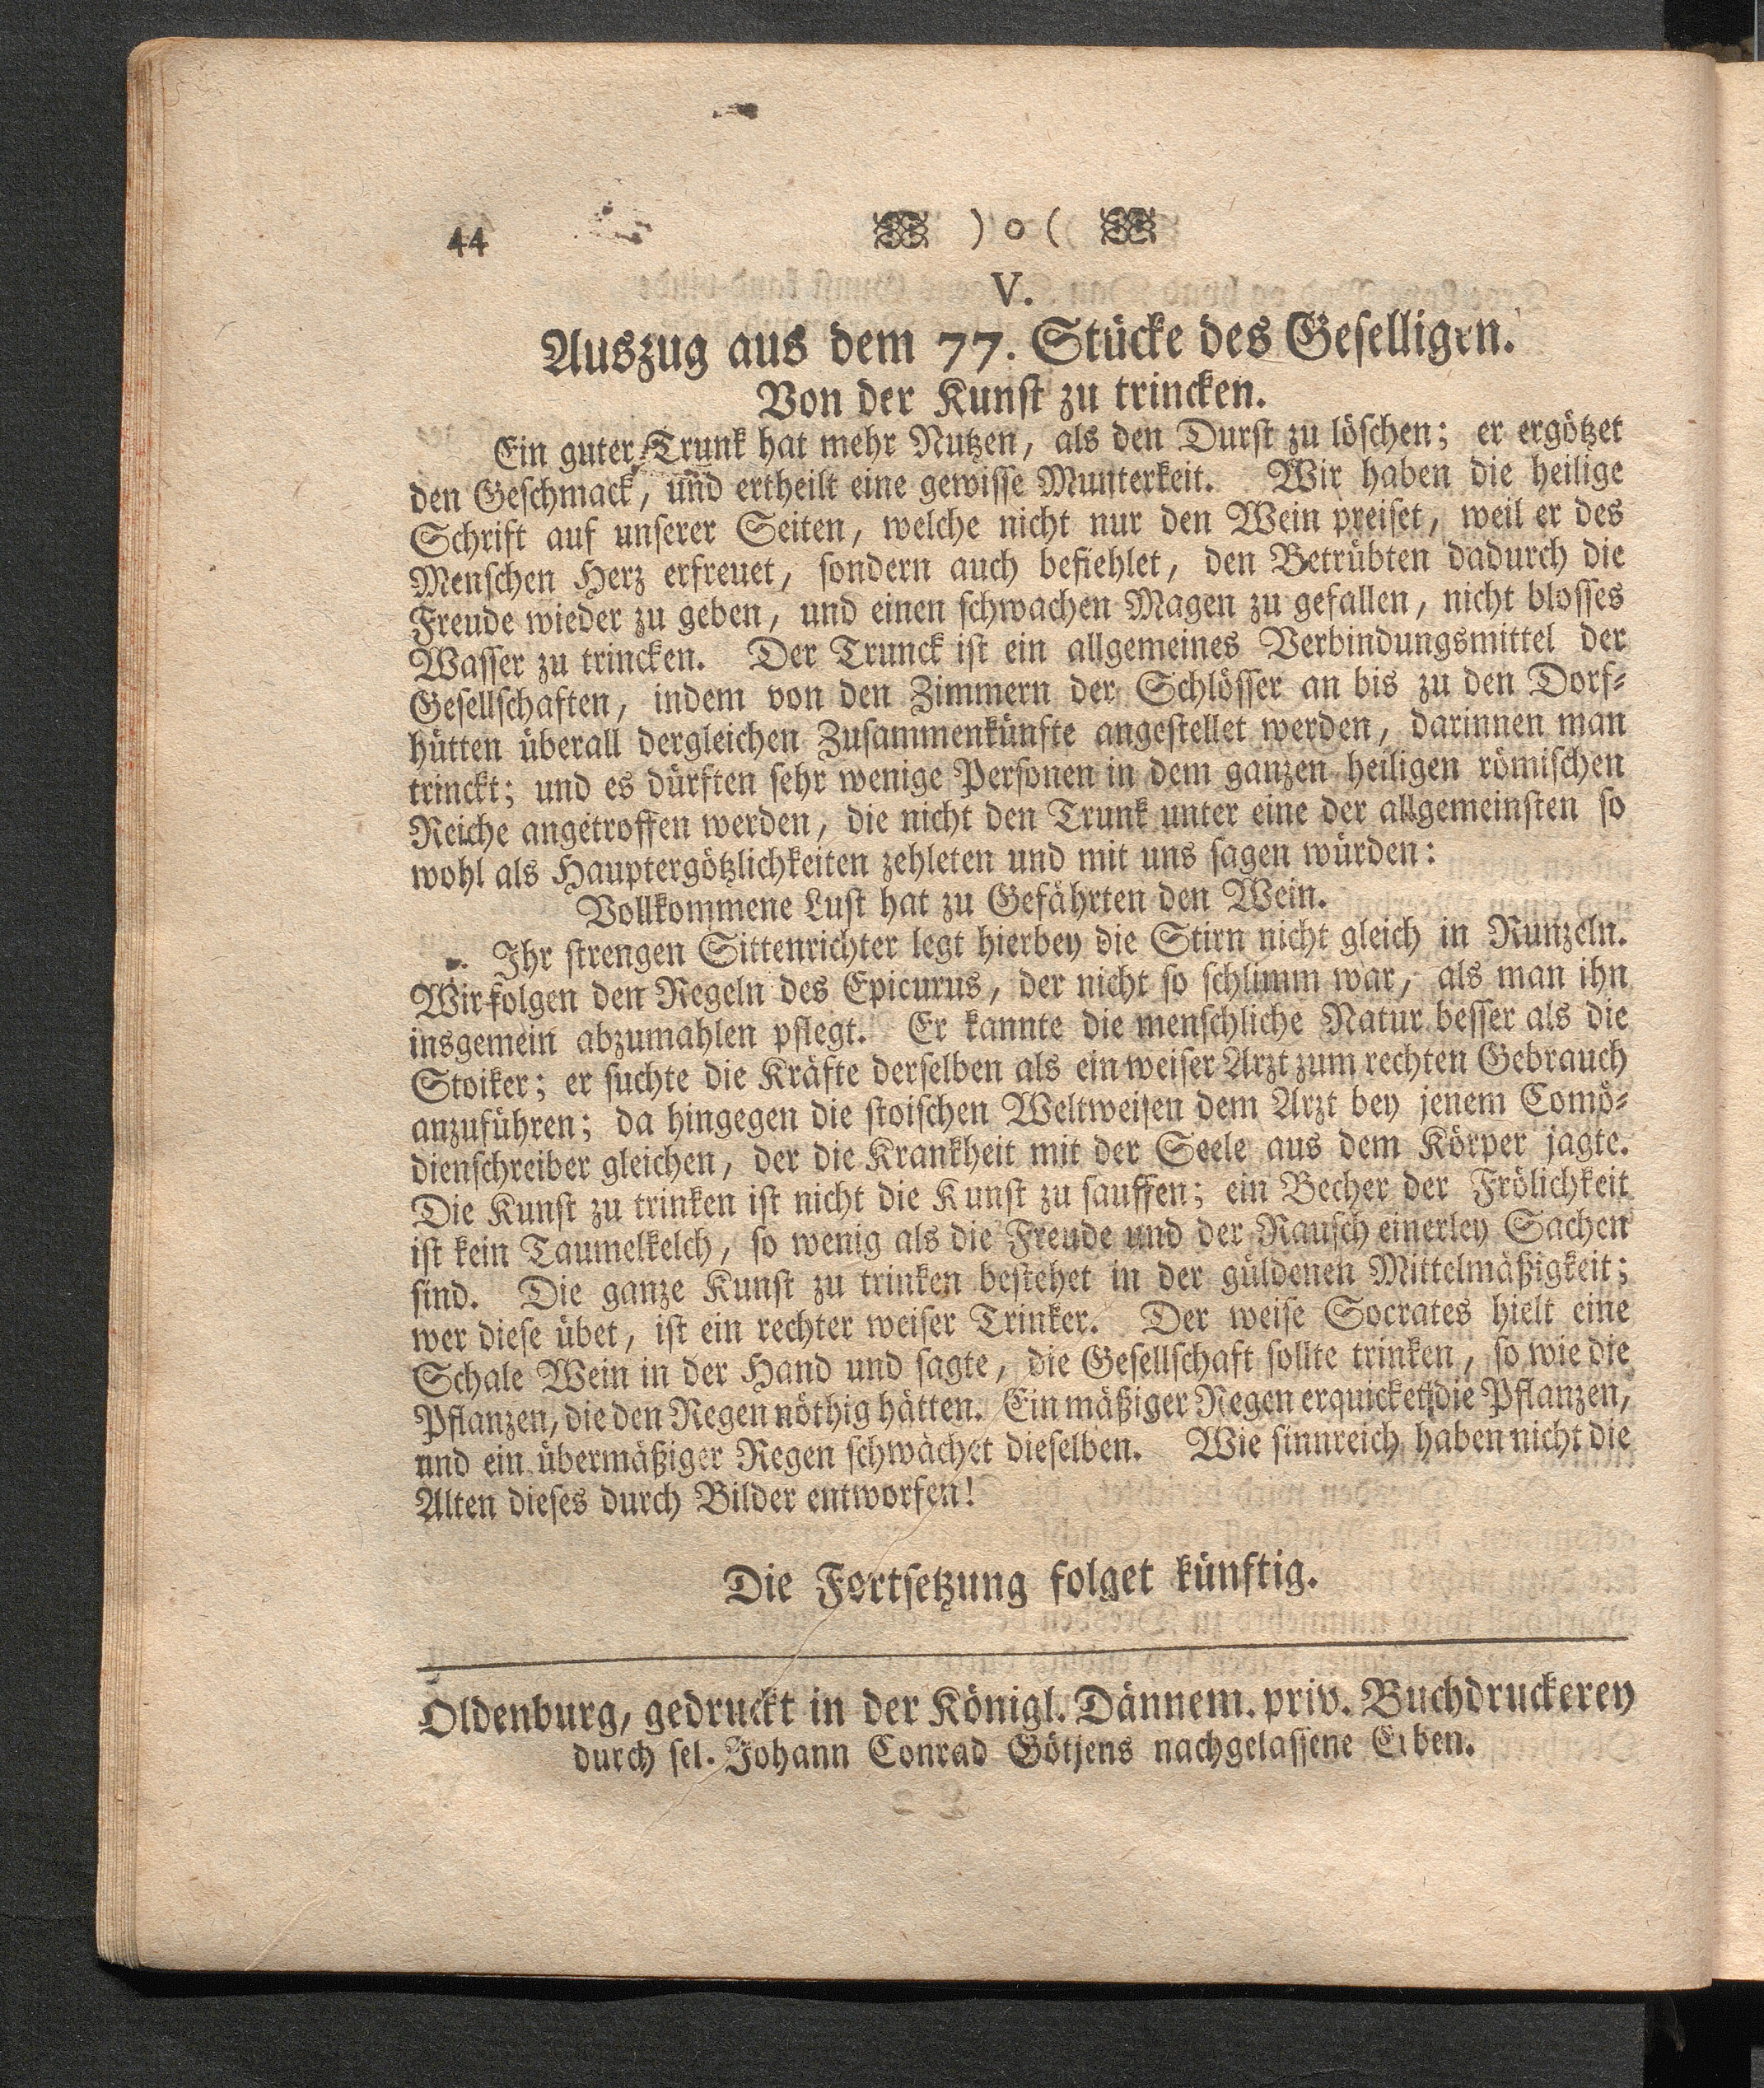 44 ) o (
V.
Auszug aus dem 77. Stücke des Geselligen.
Von der Kunst zu trincken.
Ein guter Trunk hat mehr Nutzen, als den Durst zu löschen; er ergötzet
den Geschmack, und ertheilt eine gewisse Munterkeit. Wir haben die heilige
Schrift auf unserer Seiten, welche nicht nur den Wein preiset, weil er des
Menschen Herz erfreuet, sondern auch befiehlet, den Betrübten dadurch die
Freude wieder zu geben, und einen schwachen Magen zu gefallen, nicht blosses
Wasser zu trincken. Der Trunck ist ein allgemeines Verbindungsmittel der
Gesellschaften, indem von den Zimmern der Schlösser an bis zu den Dorf-
hütten überall dergleichen Zusammenkünfte angestellet werden, darinnen man
trinckt; und es dürften sehr wenige Personen in dem ganzen heiligen römischen
Reiche angetroffen werden, die nicht den Trunk unter eine der allgemeinsten so
wohl als Hauptergötzlichkeiten zehleten und mit uns sagen würden:
Vollkommene Lust hat zu Gefährten den Wein.
Ihr strengen Sittenrichter legt hierbey die Stirn nicht gleich in Runzeln.
Wir folgen den Regeln des Epicurus, der nicht so schlimm war, als man ihn
insgemein abzumahlen pflegt. Er kannte die menschliche Natur besser als die
Stoiker; er suchte die Kräfte derselben als ein weiser Arzt zum rechten Gebrauch
anzuführen; da hingegen die stoischen Weltweisen dem Arzt bey jenem Comö-
dienschreiber gleichen, der die Krankheit mit der Seele aus dem Körper jagte.
Die Kunst zu trinken ist nicht die Kunst zu sauffen; ein Becher der Frölichkeit
ist kein Taumelkelch, so wenig als die Freude und der Rausch einerley Sachen
sind. Die ganze Kunst zu trinken bestehet in der güldenen Mittelmäßigkeit;
wer diese übet, ist ein rechter weiser Trinker. Der weise Socrates hielt eine
Schale Wein in der Hand und sagte, die Gesellschaft sollte trinken, so wie die
Pflanzen, die den Regen nöthig hätten. Ein mäßiger Regen erquicket die Pflanzen,
und ein übermäßiger Regen schwächet dieselben. Wie sinnreich haben nicht die
Alten dieses durch Bilder entworfen!
Die Fortsetzung folget künftig.
Oldenburg, gedruckt in der Königl. Dännem. priv. Buchdruckerey
durch sel. Johann Conrad Götjens nachgelassene Erben.